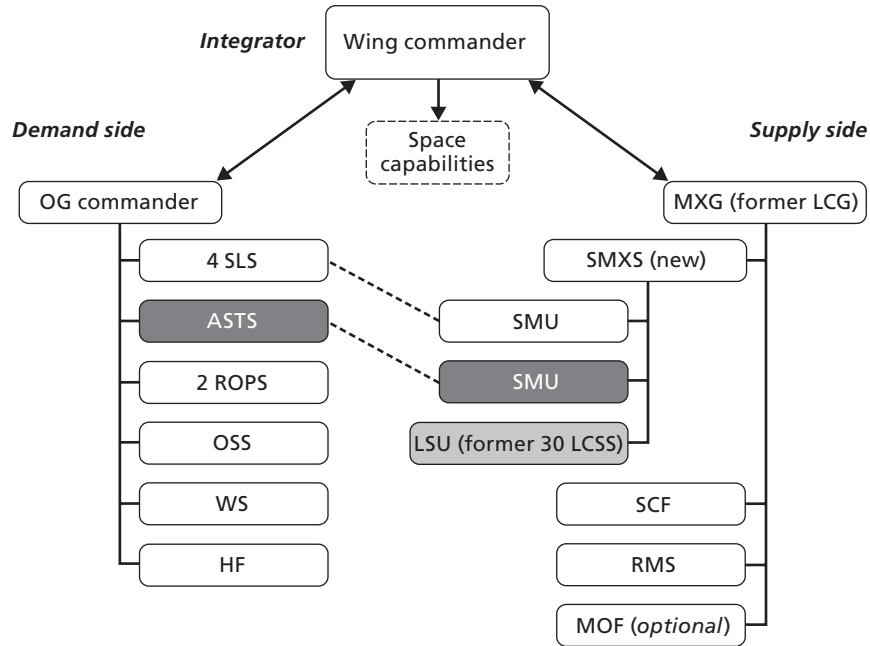 Integrator
Wing commander
Demand side
Space
capabilities
Supply side
OG commander
MXG (former LCG)
4 SLS
SMXS (new)
ASTS
SMU
2 ROPS
SMU
OSS
LSU (former 30 LCSS)
WS
SCF
HF
RMS
MOF (optional)